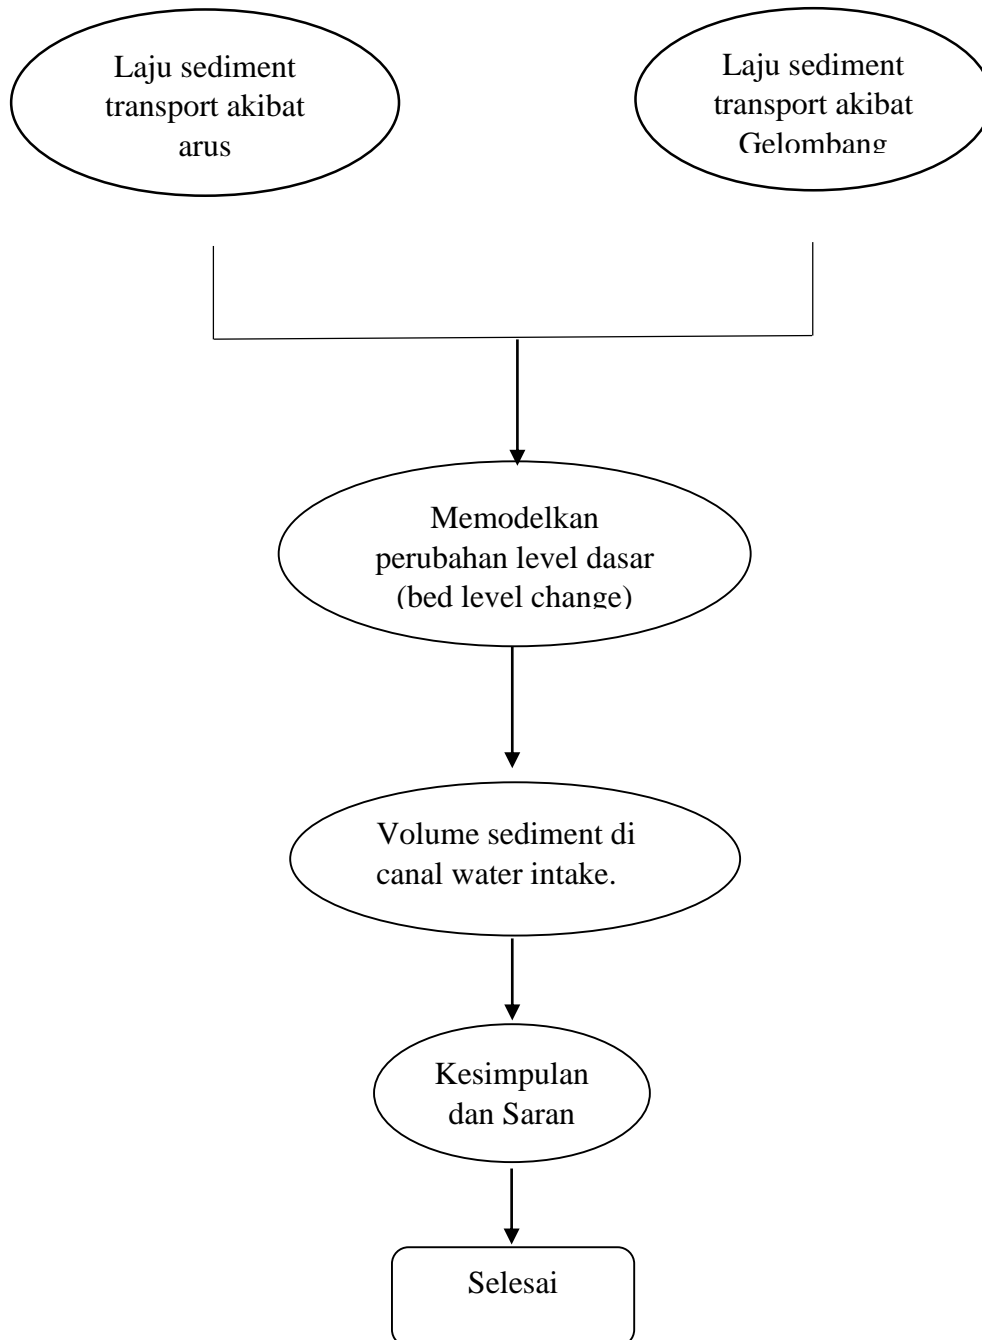 Laju sediment
transport akibat
arus
Laju sediment
transport akibat
Gelombang
Memodelkan
perubahan level dasar
(bed level change)
Volume sediment di
canal water intake.
Kesimpulan
dan Saran
Selesai